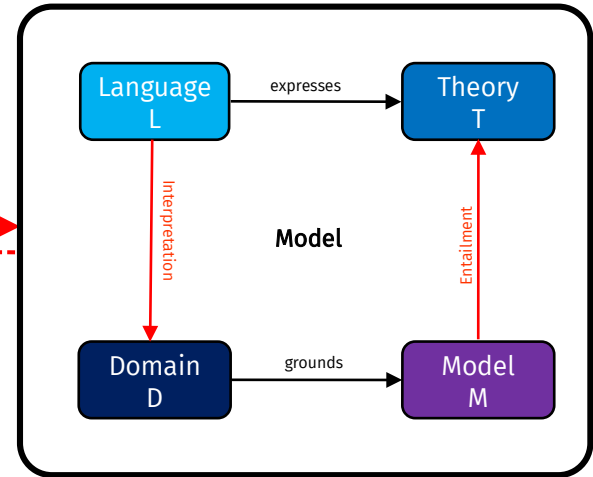 Language
L
expresses
Theory
T
Interpretation
Model
Entailment
Domain
D
grounds
Model
M